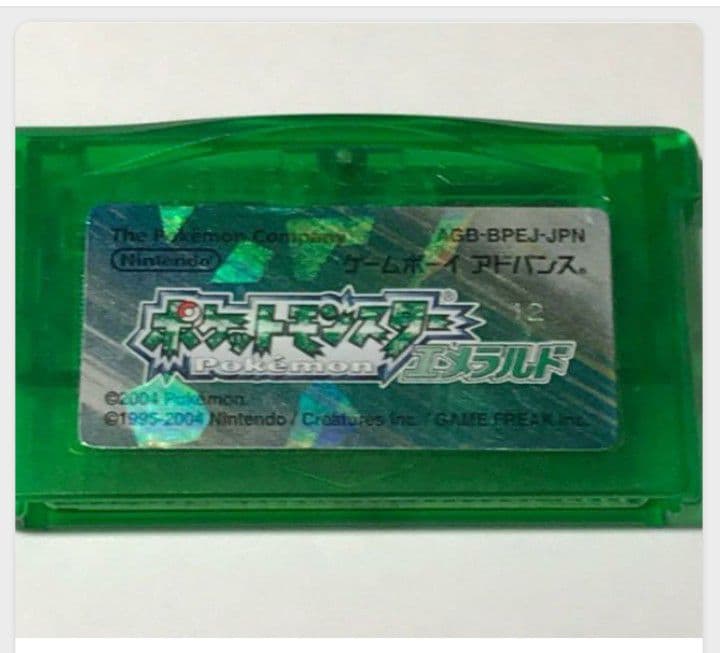 The Pokémon Company
AGB-BPEJ-JPN
Nintendo
ゲームボーイ アドバンス®
12
ポケットモンスター®
Pokémon
エメラルド
©2004 Pokémon.
©1995-2004 Nintendo / Creatures Inc. / GAME FREAK inc.